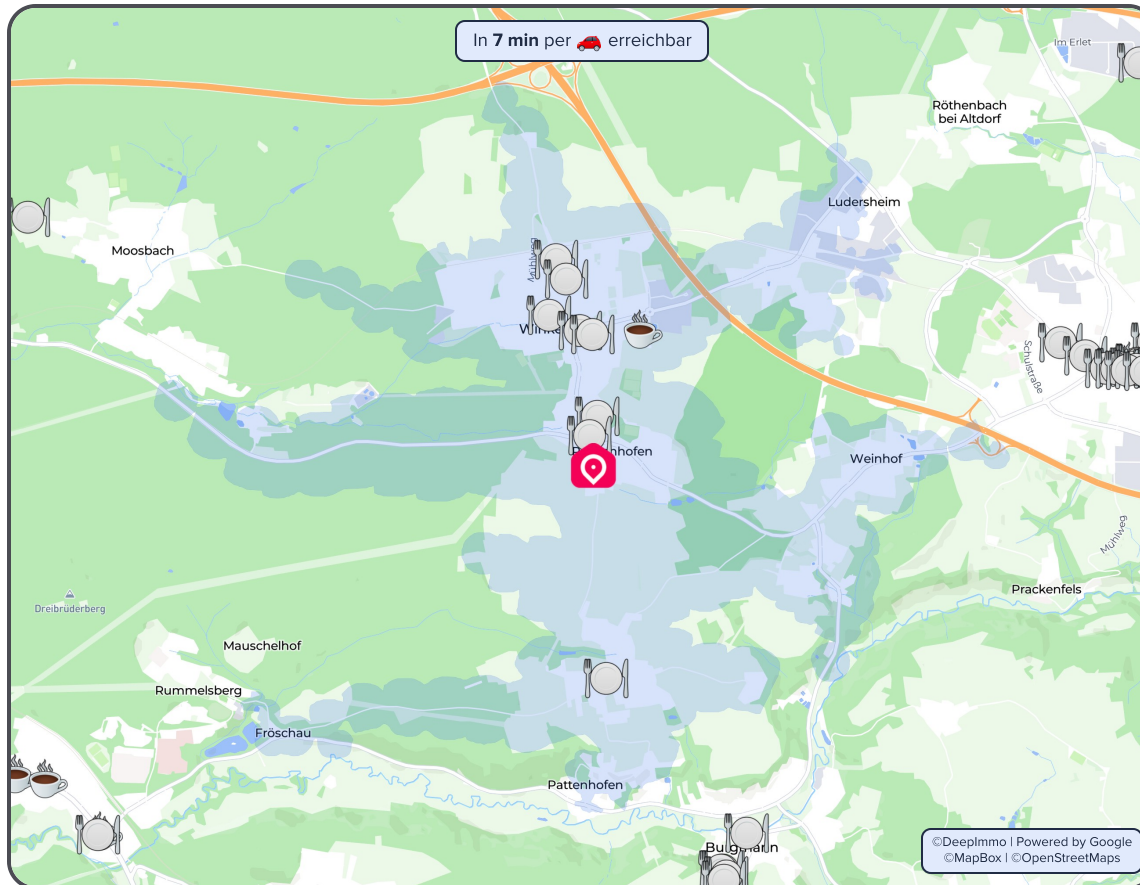 In 7 min per erreichbar
Im Erlet
Röthenbach
bei Altdorf
Ludersheim
Moosbach
Mühlweg
Schulstraße
Weinhof
Mühlweg
Prackenfels
Dreibrüderberg
Mauschelhof
Rummelsberg
Fröschau
Pattenhofen
©DeepImmo | Powered by Google
©MapBox | ©OpenStreetMaps